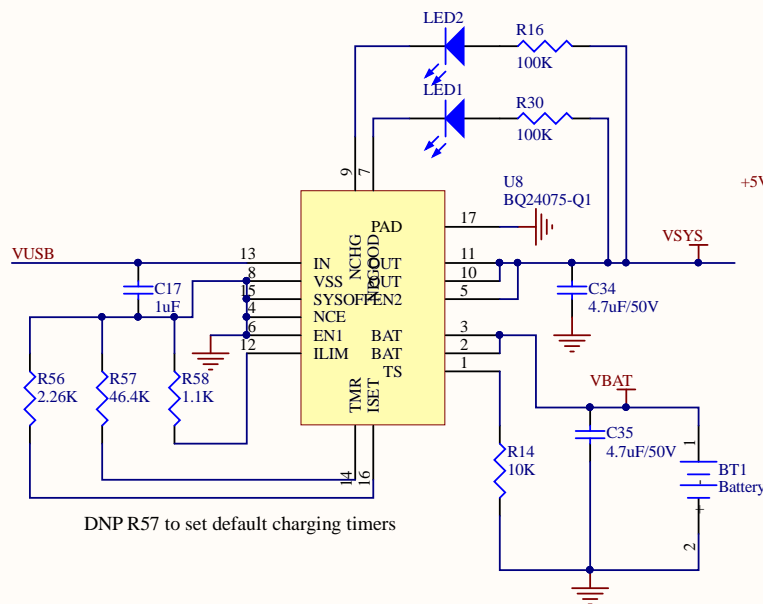 LED2
R16
100K
LED1
R30
100K
9
7
U8
BQ24075-Q1
+5V
17
PAD
VSYS
VUSB
13
IN
NCHG
NPGOOD
OUT
11
8
VSS
OUT
10
C17
1uF
15
SYSOFF
EN2
5
C34
4.7uF/50V
4
NCE
6
EN1
BAT
3
12
ILIM
BAT
2
TS
1
R56
2.26K
R57
46.4K
R58
1.1K
TMR
ISET
VBAT
C35
4.7uF/50V
1
R14
10K
BT1
Battery
+
14
16
2
DNP R57 to set default charging timers